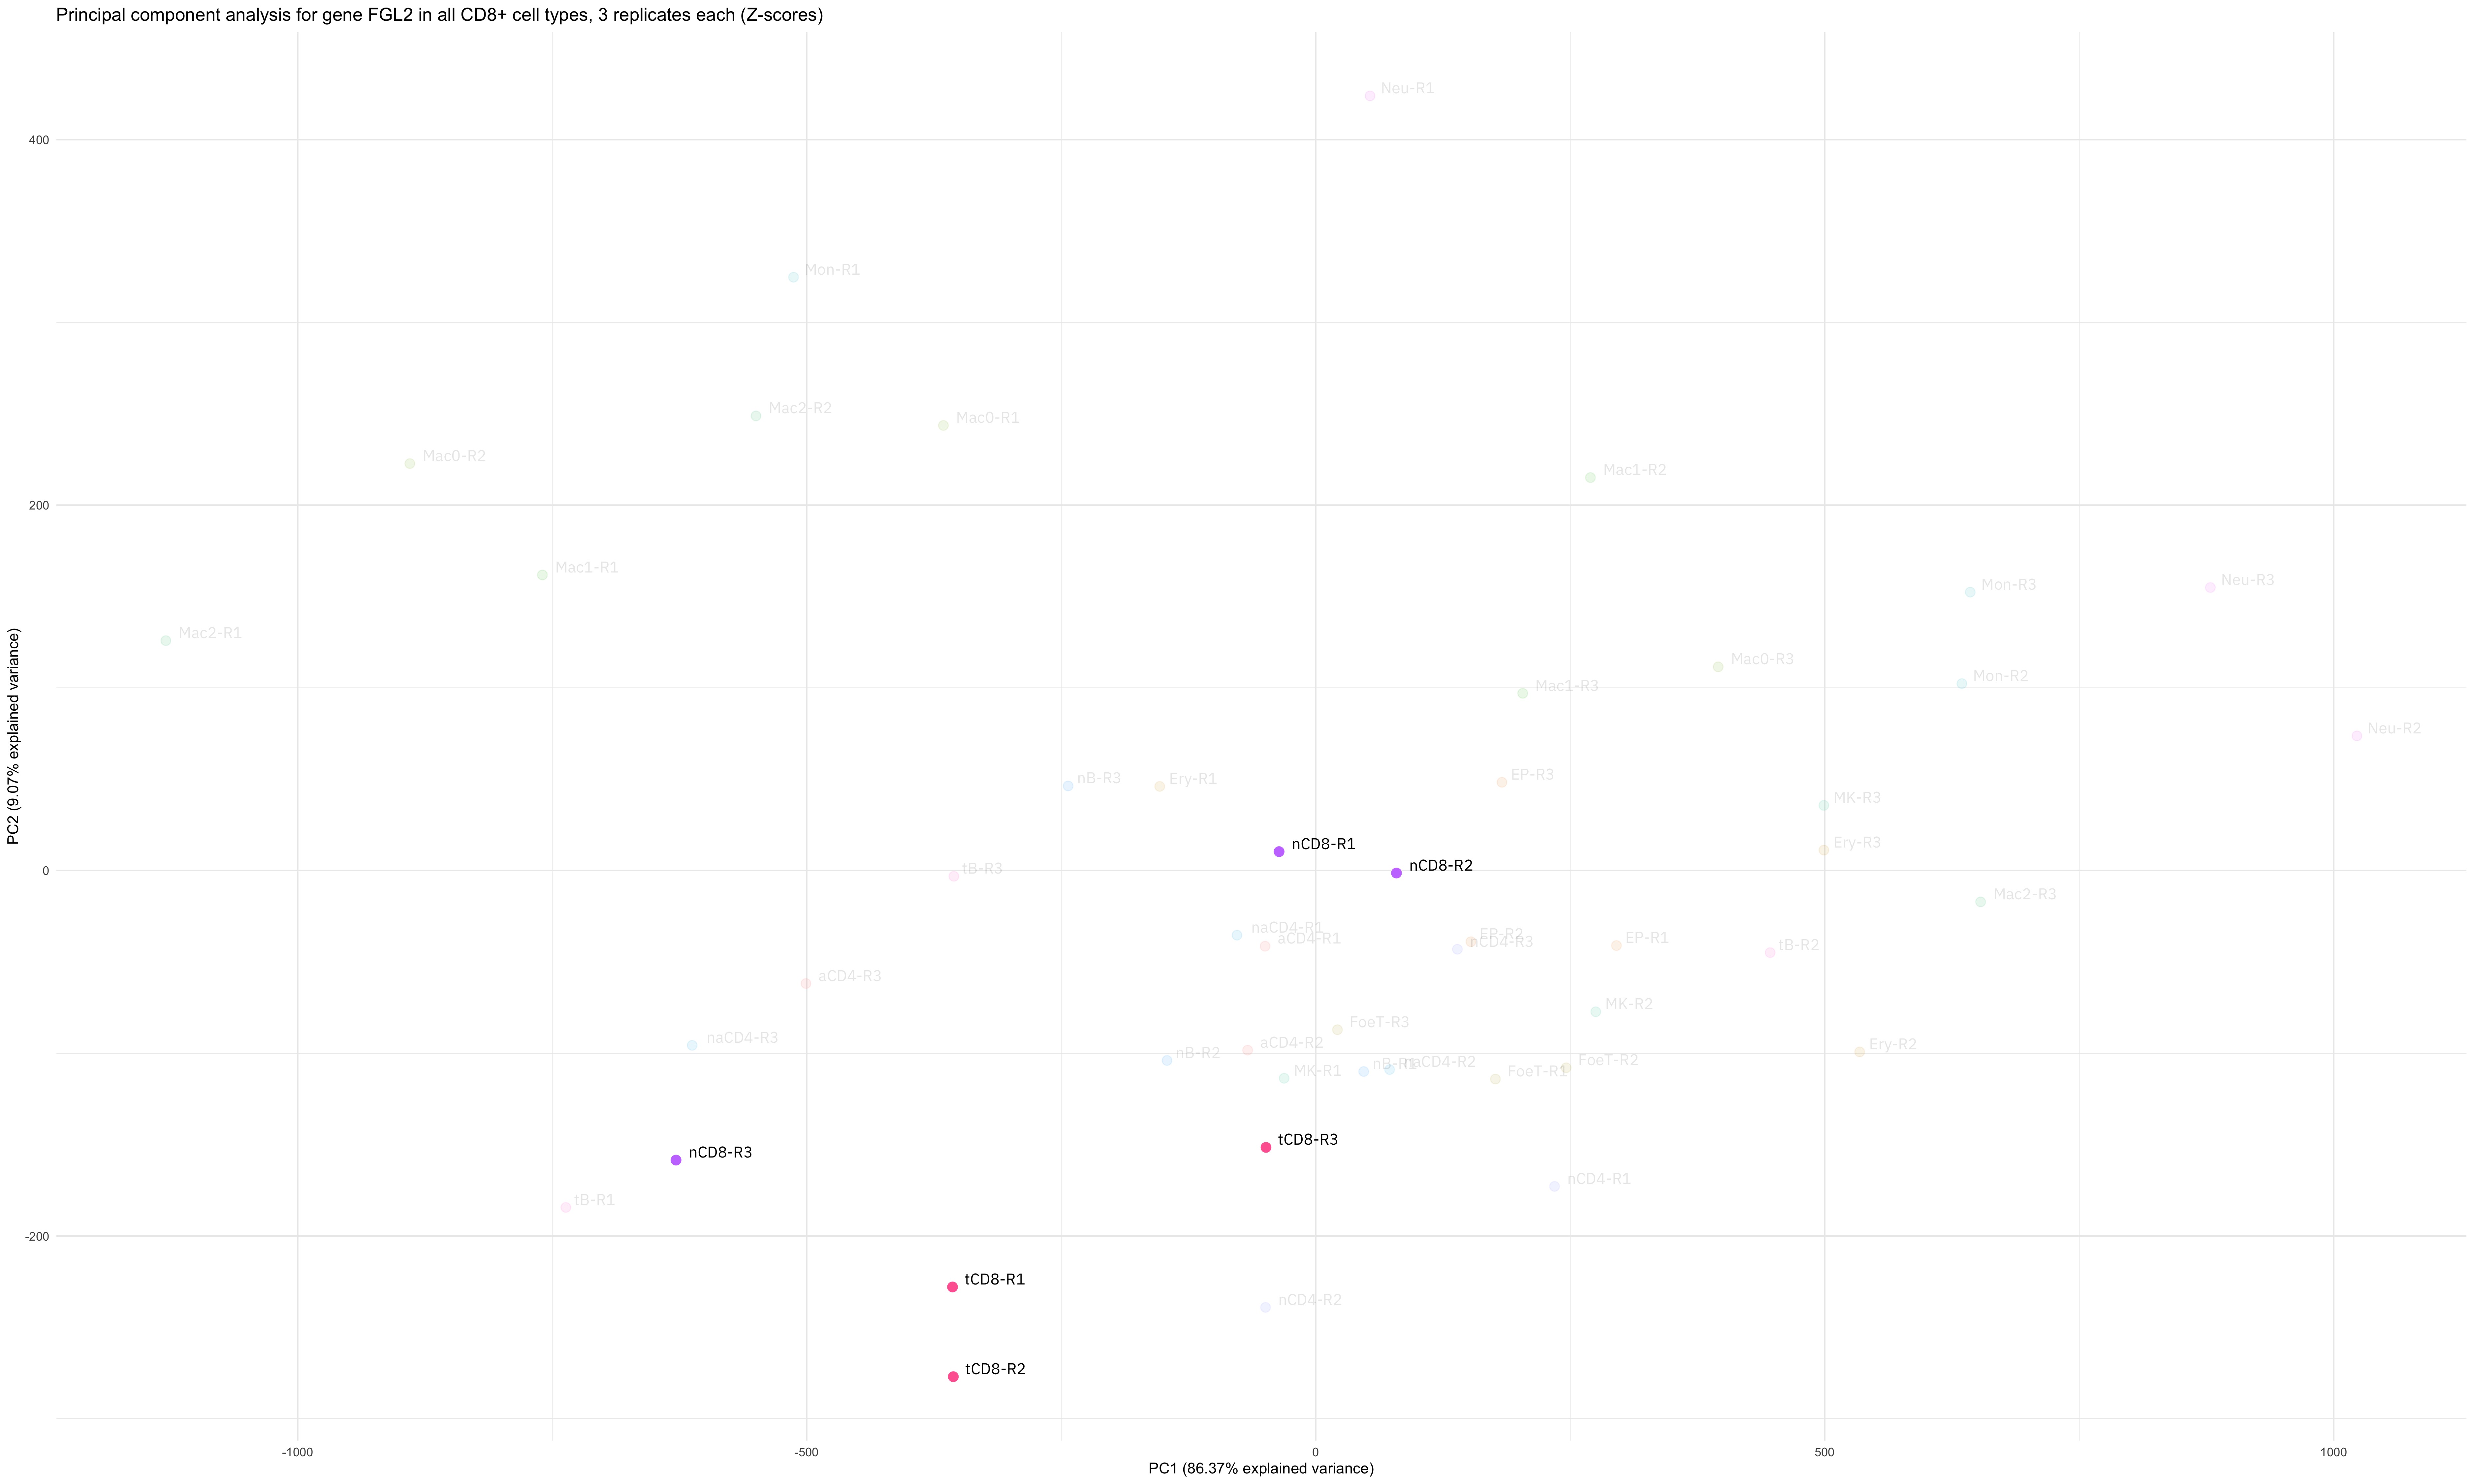 Principal component analysis for gene FGL2 in all CD8+ cell types, 3 replicates each (Z-scores)
Neu-R1
400
Mon-R1
Mac2-R2
Mac0-R1
Mac0-R2
Mac1-R2
200
Mac1-R1
Mon-R3
Neu-R3
Mac2-R1
Mac0-R3
Mon-R2
Mac1-R3
Neu-R2
PC2 (9.07% explained variance)
nB-R3
Ery-R1
EP-R3
MK-R3
nCD8-R1
Ery-R3
nCD8-R2
0
tB-R3
Mac2-R3
naCD4-R1
aCD4-R1
EP-R2
nCD4-R3
EP-R1
tB-R2
aCD4-R3
MK-R2
FoeT-R3
naCD4-R3
aCD4-R2
Ery-R2
nB-R2
nB-R1
naCD4-R2
FoeT-R2
MK-R1
FoeT-R1
tCD8-R3
nCD8-R3
nCD4-R1
tB-R1
-200
tCD8-R1
nCD4-R2
tCD8-R2
-1000
-500
0
500
1000
PC1 (86.37% explained variance)